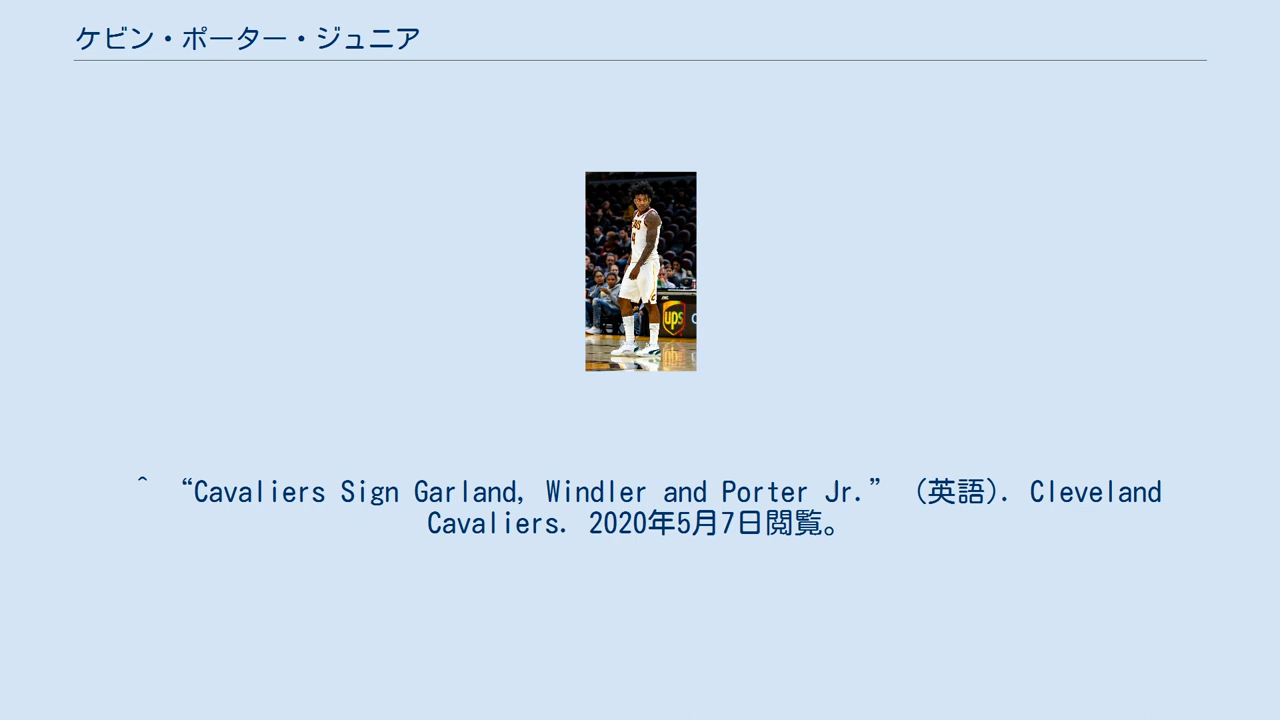 ケビン・ポーター・ジュニア
ups
^ “Cavaliers Sign Garland, Windler and Porter Jr.” (英語). Cleveland
Cavaliers. 2020年5月7日閲覧。